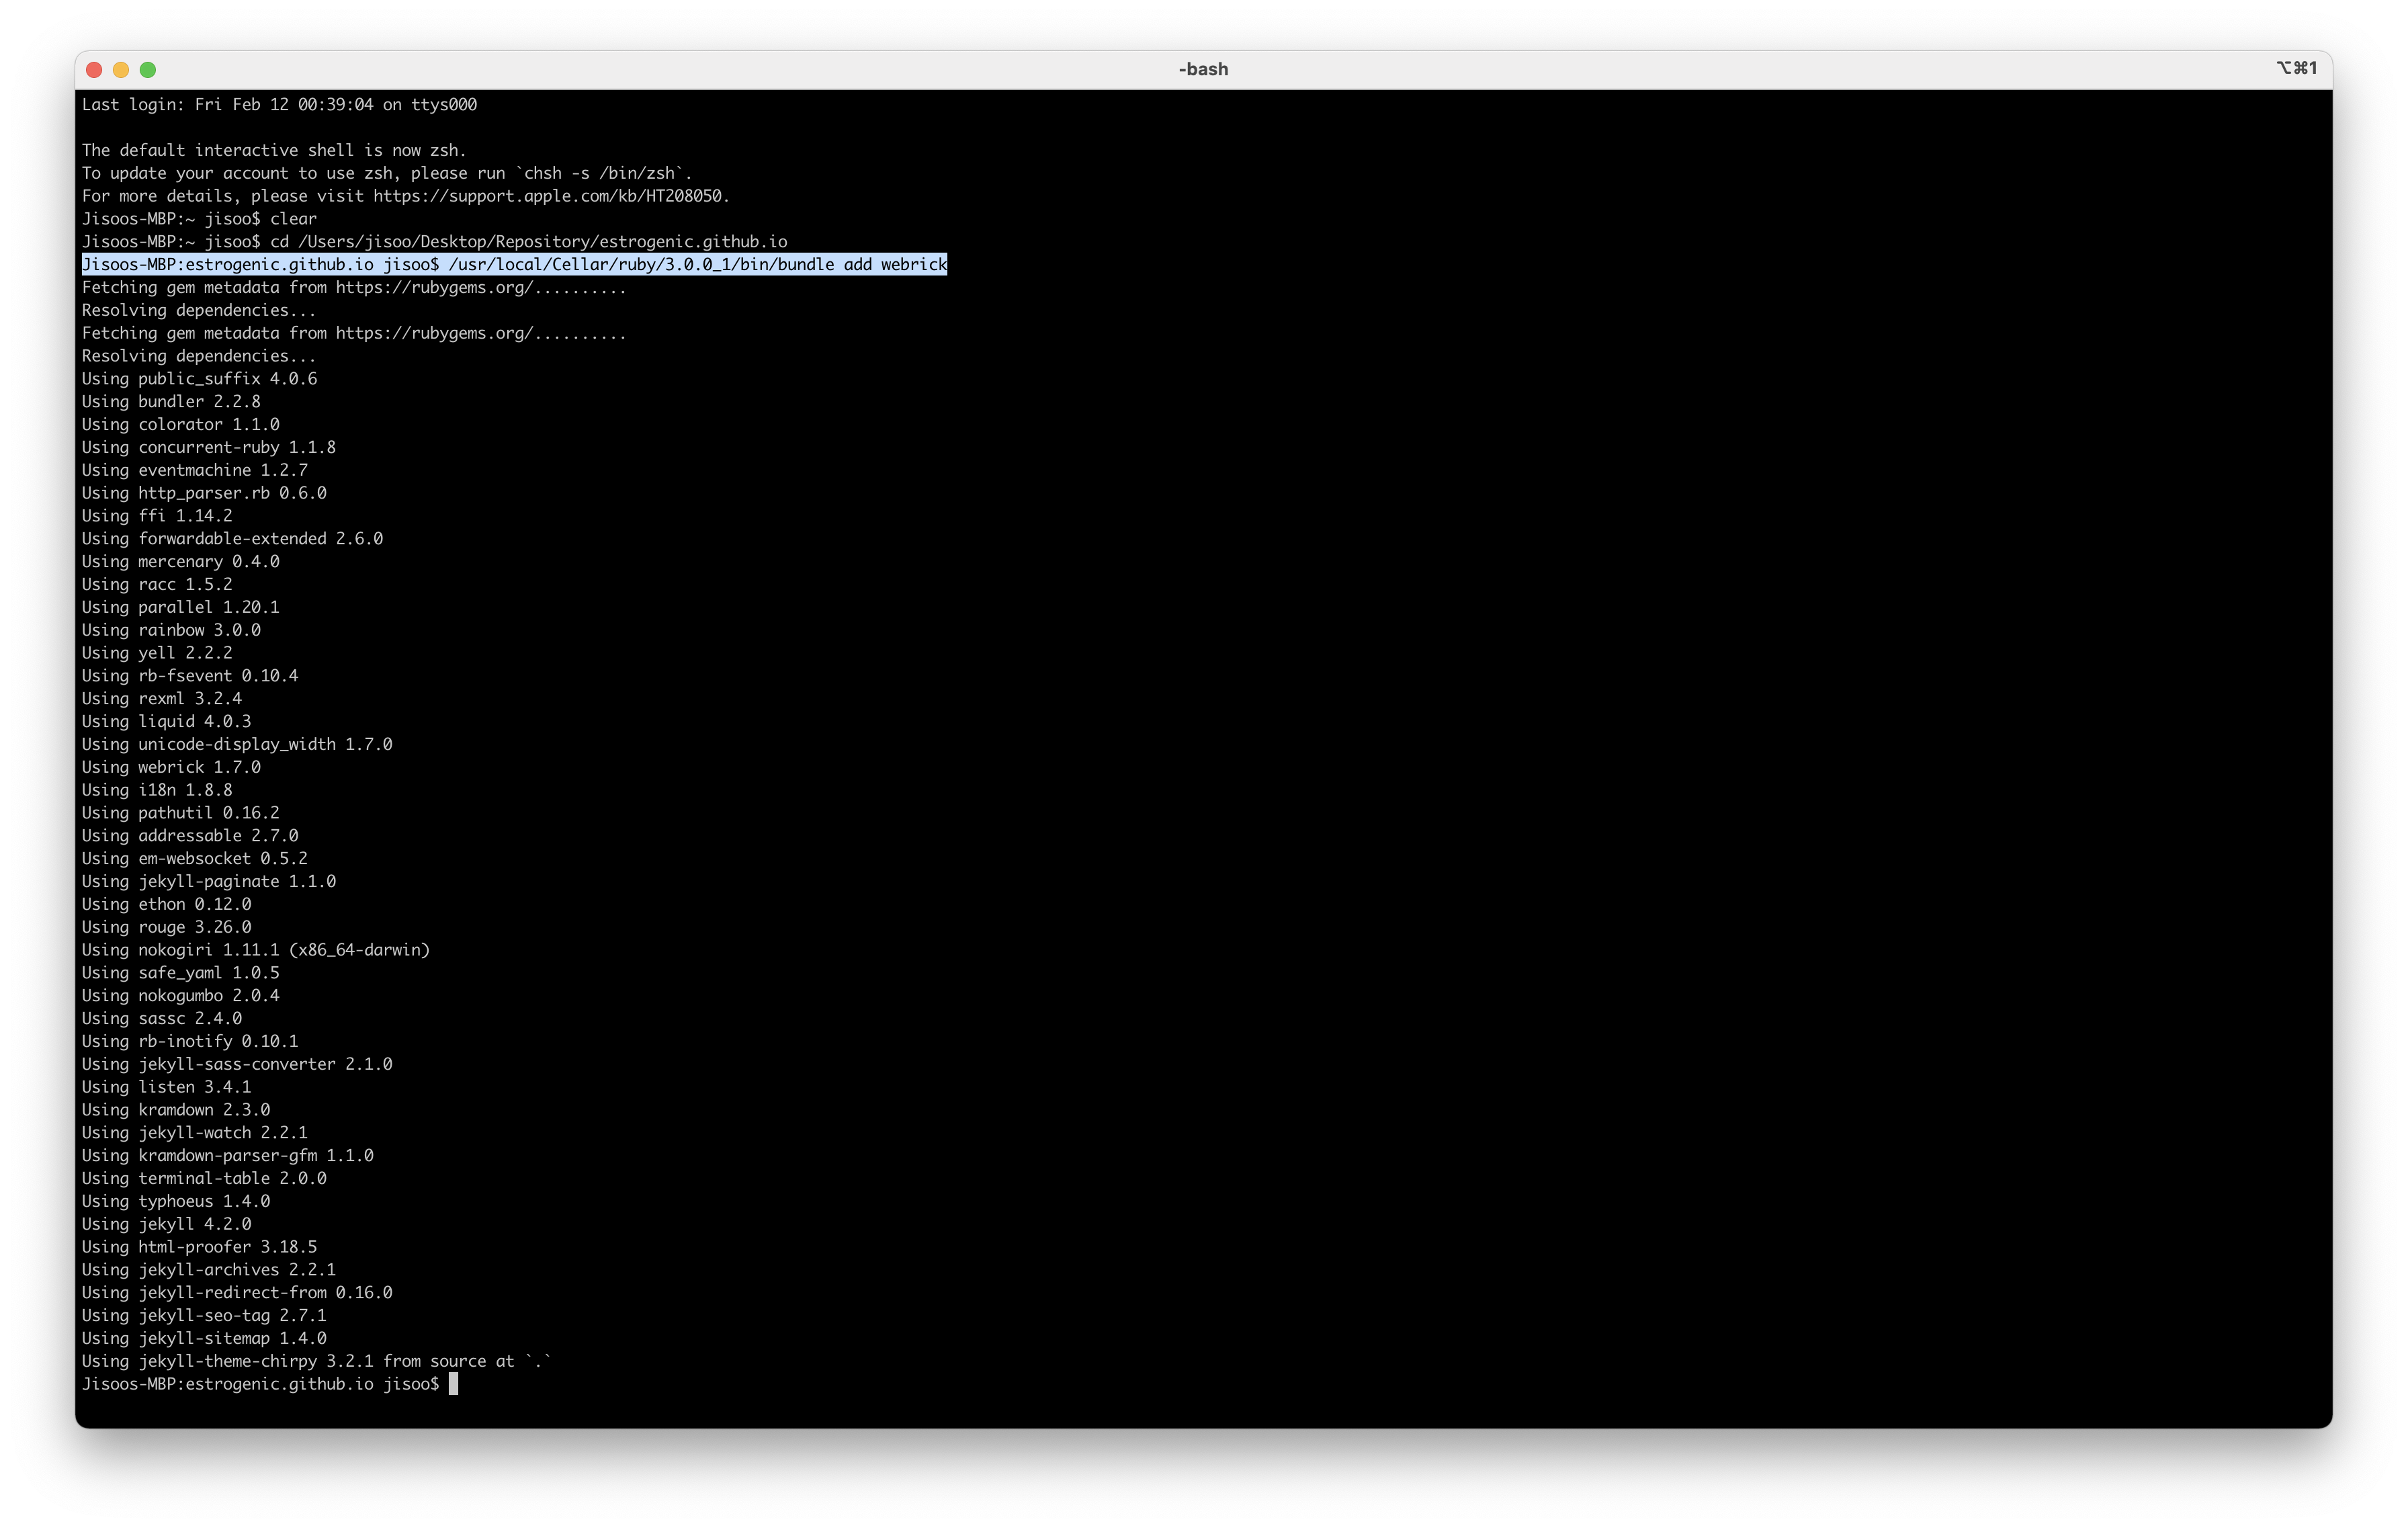 -bash
⌥⌘1
Last login: Fri Feb 12 00:39:04 on ttys000
The default interactive shell is now zsh.
To update your account to use zsh, please run `chsh -s /bin/zsh`.
For more details, please visit https://support.apple.com/kb/HT208050.
Jisoos-MBP:~ jisoo$ clear
Jisoos-MBP:~ jisoo$ cd /Users/jisoo/Desktop/Repository/estrogenic.github.io
Jisoos-MBP:estrogenic.github.io jisoo$ /usr/local/Cellar/ruby/3.0.0_1/bin/bundle add webrick
Fetching gem metadata from https://rubygems.org/..........
Resolving dependencies...
Fetching gem metadata from https://rubygems.org/..........
Resolving dependencies...
Using public_suffix 4.0.6
Using bundler 2.2.8
Using colorator 1.1.0
Using concurrent-ruby 1.1.8
Using eventmachine 1.2.7
Using http_parser.rb 0.6.0
Using ffi 1.14.2
Using forwardable-extended 2.6.0
Using mercenary 0.4.0
Using racc 1.5.2
Using parallel 1.20.1
Using rainbow 3.0.0
Using yell 2.2.2
Using rb-fsevent 0.10.4
Using rexml 3.2.4
Using liquid 4.0.3
Using unicode-display_width 1.7.0
Using webrick 1.7.0
Using i18n 1.8.8
Using pathutil 0.16.2
Using addressable 2.7.0
Using em-websocket 0.5.2
Using jekyll-paginate 1.1.0
Using ethon 0.12.0
Using rouge 3.26.0
Using nokogiri 1.11.1 (x86_64-darwin)
Using safe_yaml 1.0.5
Using nokogumbo 2.0.4
Using sassc 2.4.0
Using rb-inotify 0.10.1
Using jekyll-sass-converter 2.1.0
Using listen 3.4.1
Using kramdown 2.3.0
Using jekyll-watch 2.2.1
Using kramdown-parser-gfm 1.1.0
Using terminal-table 2.0.0
Using typhoeus 1.4.0
Using jekyll 4.2.0
Using html-proofer 3.18.5
Using jekyll-archives 2.2.1
Using jekyll-redirect-from 0.16.0
Using jekyll-seo-tag 2.7.1
Using jekyll-sitemap 1.4.0
Using jekyll-theme-chirpy 3.2.1 from source at `.`
Jisoos-MBP:estrogenic.github.io jisoo$